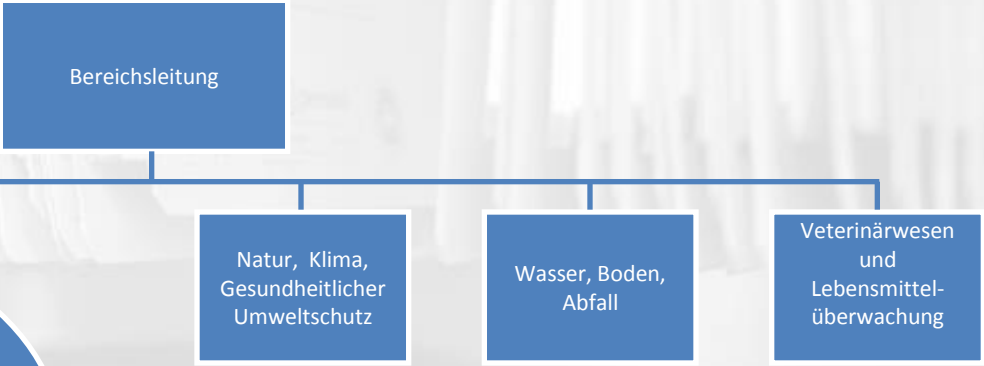 Bereichsleitung
Natur, Klima,
Gesundheitlicher
Umweltschutz
Wasser, Boden,
Abfall
Veterinärwesen
und
Lebensmittel-
überwachung